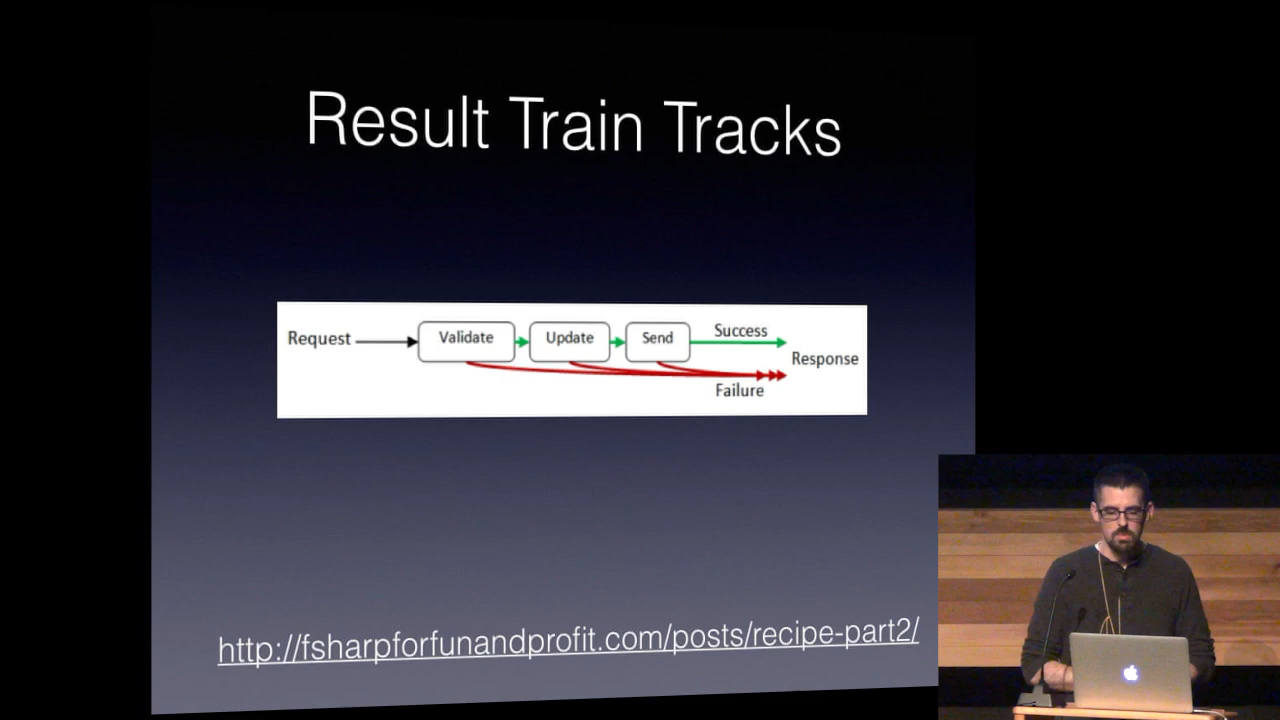 Result Train Tracks
Request
Validate
Update
Send
Success
Response
Failure
http://fsharpforfunandprofit.com/posts/recipe-part2/